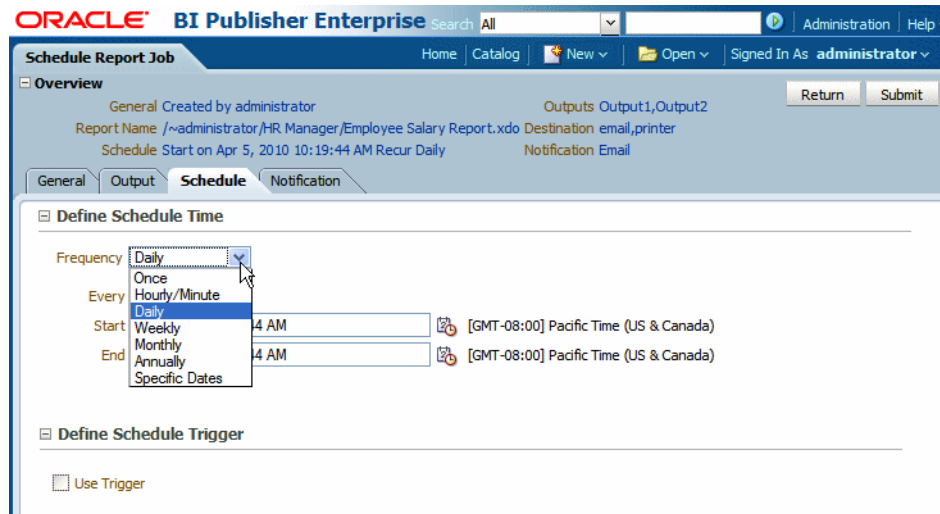 ORACLE BI Publisher Enterprise Search All Administration Help
Schedule Report Job Home Catalog New Open Signed In As administrator
Overview Return Submit
General Created by administrator Outputs Output1,Output2
Report Name /~administrator/HR Manager/Employee Salary Report.xdo Destination email,printer
Schedule Start on Apr 5, 2010 10:19:44 AM Recur Daily Notification Email
General Output Schedule Notification
Define Schedule Time
Frequency Daily
Once
Every Hourly/Minute
Daily
Start Weekly 44 AM [GMT-08:00] Pacific Time (US & Canada)
Monthly
End Annually 44 AM [GMT-08:00] Pacific Time (US & Canada)
Specific Dates
Define Schedule Trigger
Use Trigger